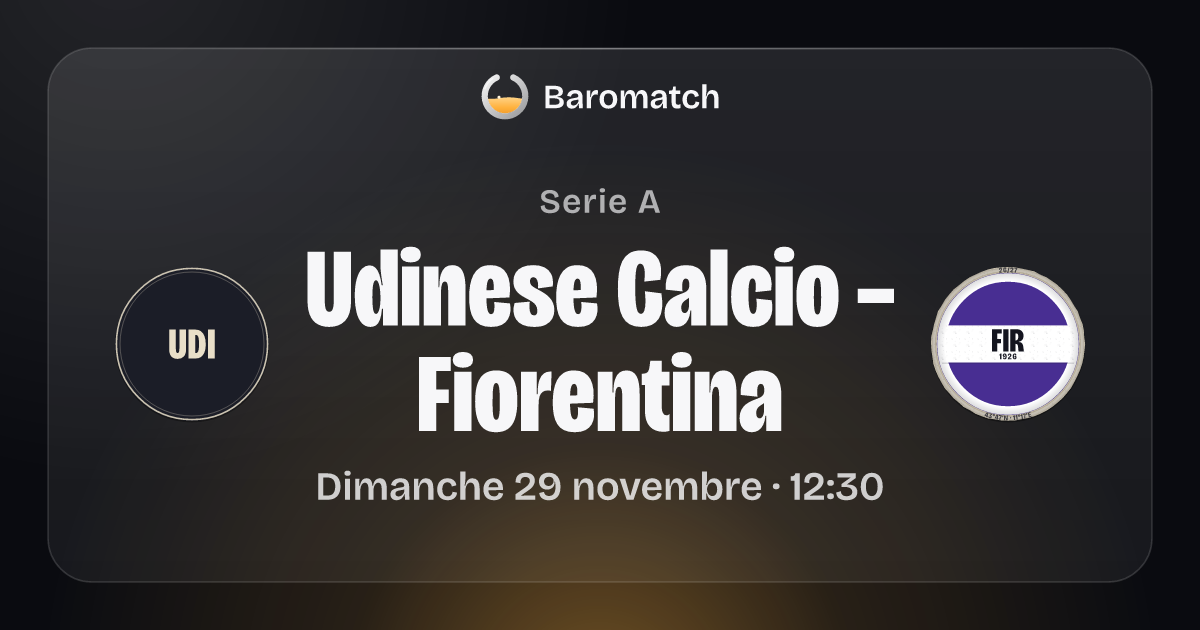 Baromatch
Serie A
Udinese Calcio –
Fiorentina
UDI
FIR
1926
Dimanche 29 novembre · 12:30